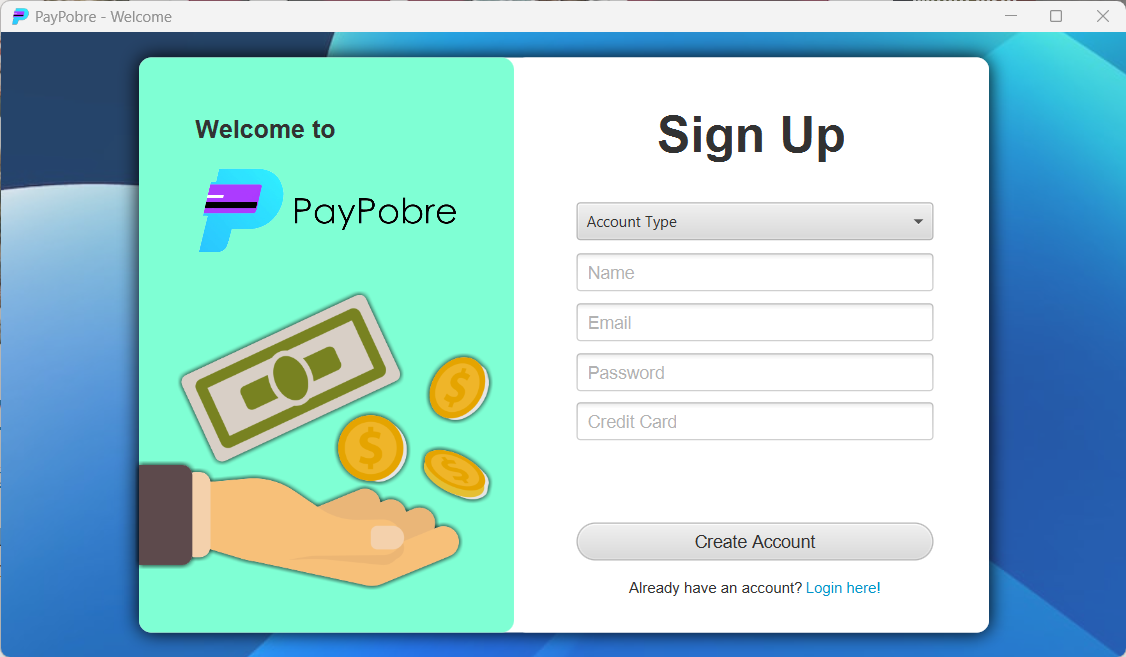 PayPobre - Welcome
Welcome to
PayPobre
Sign Up
Account Type
Name
Email
Password
Credit Card
Create Account
Already have an account? Login here!
$
$
$